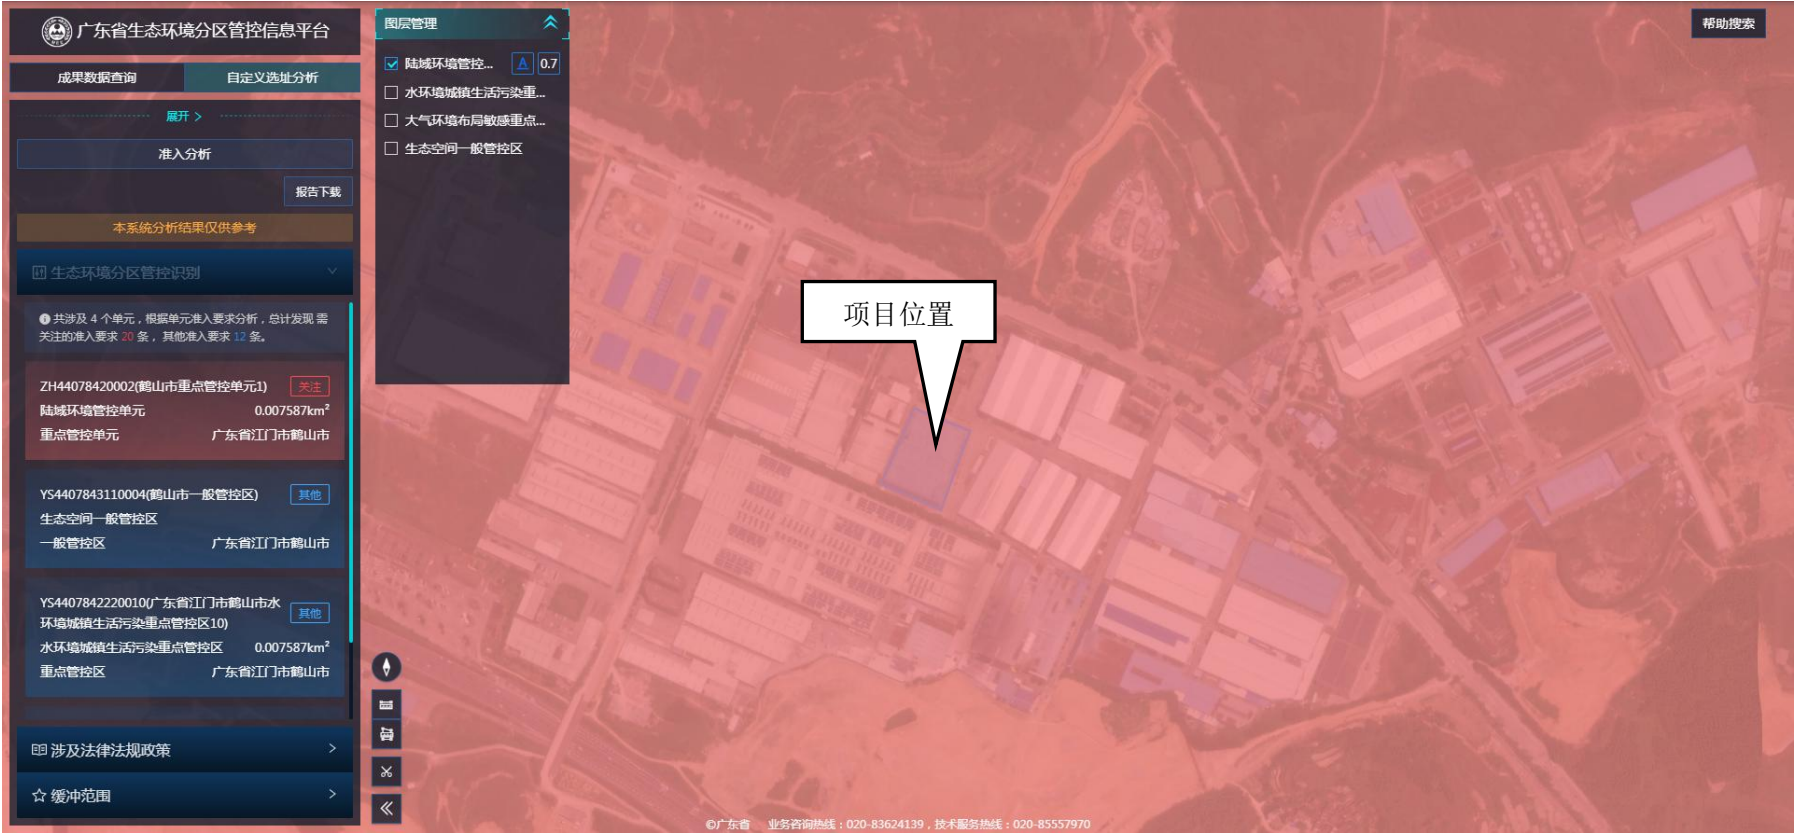 广东省生态环境分区管控信息平台
成果数据查询
自定义选址分析
展开 >
准入分析
报告下载
本系统分析结果仅供参考
生态环境分区管控识别
共涉及 4 个单元，根据单元准入要求分析，总计发现 需
关注的准入要求 20 条，其他准入要求 12 条。
ZH44078420002(鹤山市重点管控单元1) 关注
陆域环境管控单元 0.007587km²
重点管控单元 广东省江门市鹤山市
YS4407843110004(鹤山市一般管控区) 其他
生态空间一般管控区
一般管控区 广东省江门市鹤山市
YS4407842220010(广东省江门市鹤山市水
环境城镇生活污染重点管控区10) 其他
水环境城镇生活污染重点管控区 0.007587km²
重点管控区 广东省江门市鹤山市
涉及法律法规政策
缓冲范围
图层管理
陆域环境管控... A 0.7
水环境城镇生活污染重...
大气环境布局敏感重点...
生态空间一般管控区
帮助搜索
项目位置
©广东省 业务咨询热线：020-83624139，技术服务热线：020-85557970